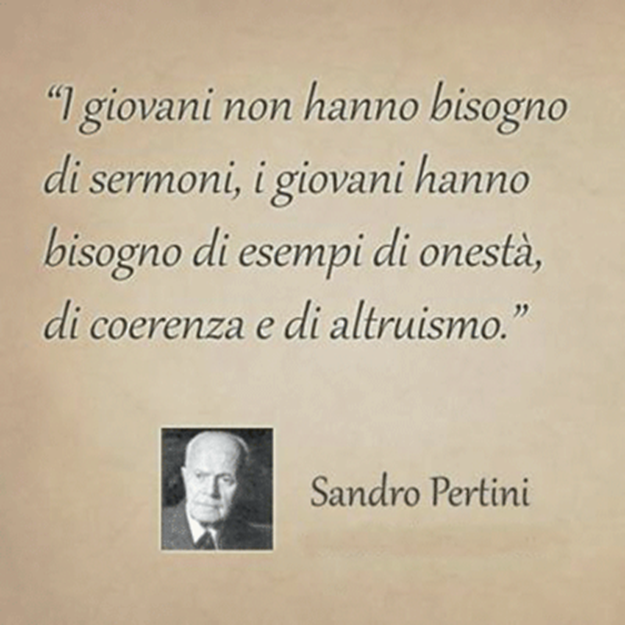 “I giovani non hanno bisogno
di sermoni, i giovani hanno
bisogno di esempi di onestà,
di coerenza e di altruismo.”
Sandro Pertini